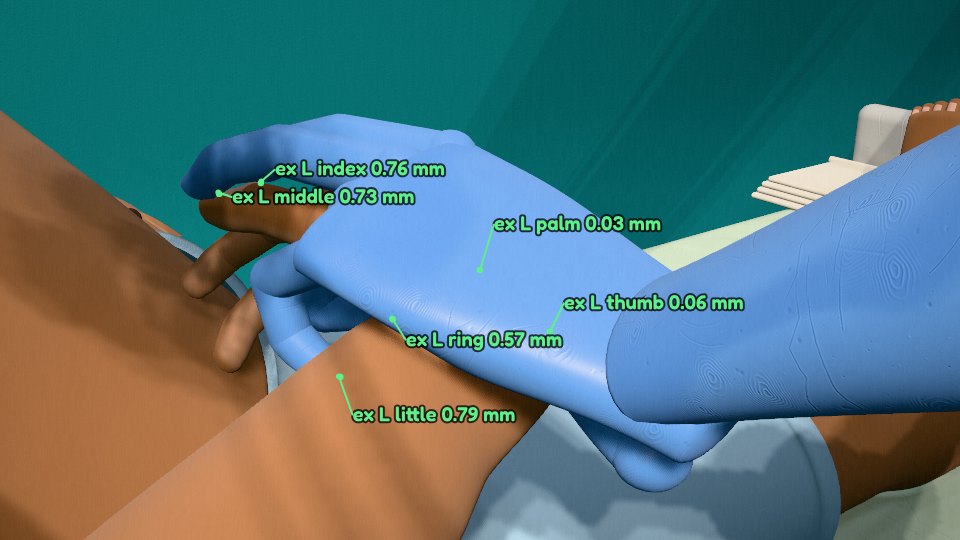 ex L index 0.76 mm
ex L middle 0.73 mm
ex L palm 0.03 mm
ex L thumb 0.06 mm
ex L ring 0.57 mm
ex L little 0.79 mm